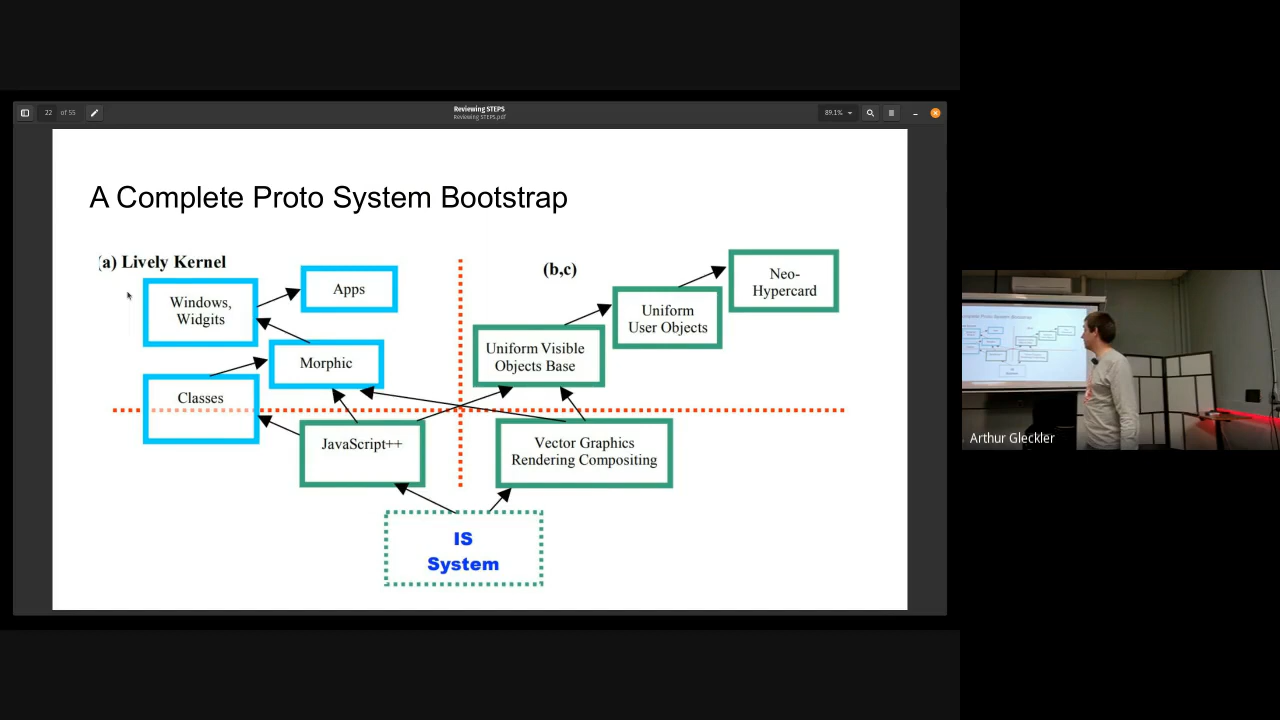 22 of 55
Reviewing STEPS
Reviewing STEPS.pdf
89.1%
A Complete Proto System Bootstrap
(a) Lively Kernel
(b,c)
Windows,
Widgits
Apps
Morphic
Classes
JavaScript++
Neo-
Hypercard
Uniform
User Objects
Uniform Visible
Objects Base
Vector Graphics
Rendering Compositing
IS
System
Arthur Gleckler